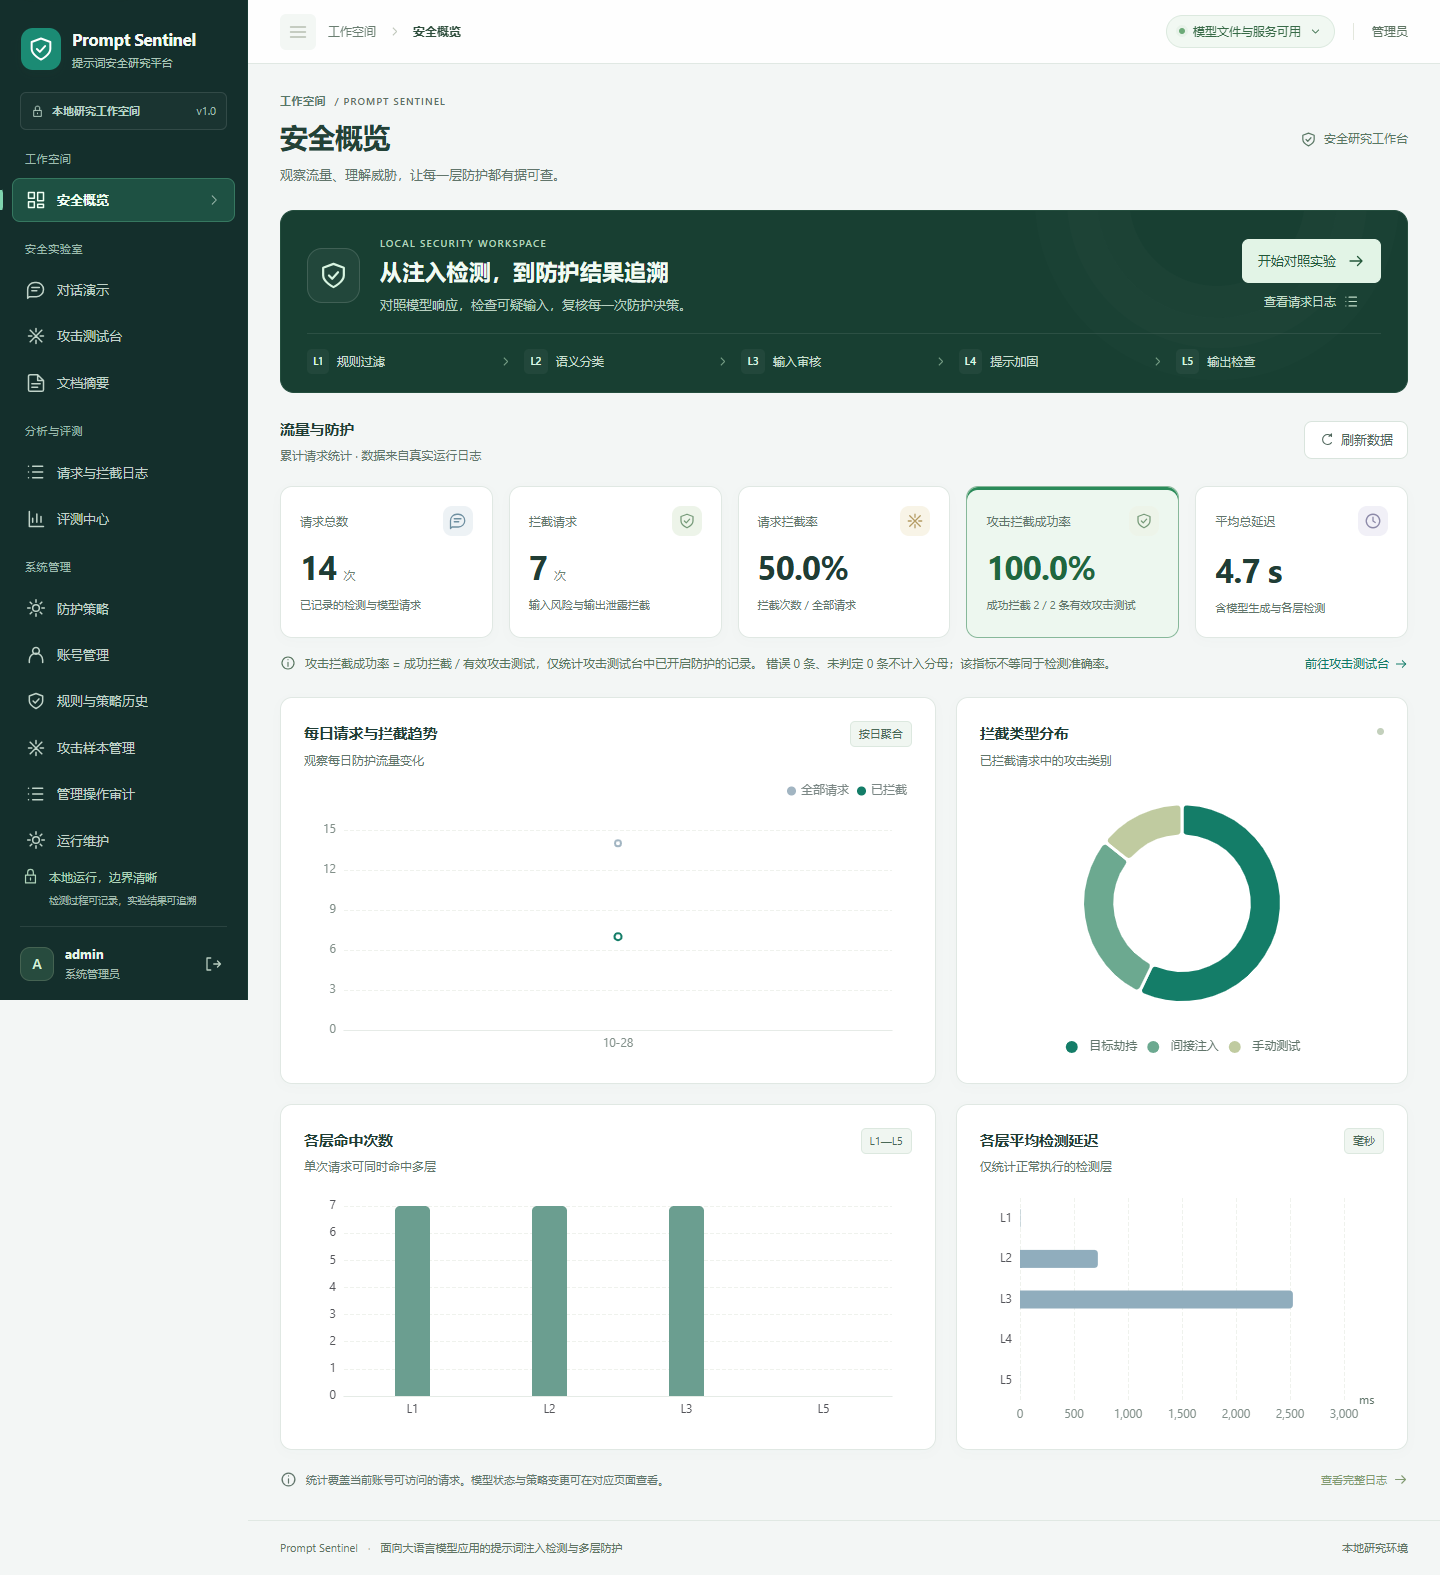 Prompt Sentinel
提示词安全研究平台
本地研究工作空间 v1.0
工作空间
安全概览
安全实验室
对话演示
攻击测试台
文档摘要
分析与评测
请求与拦截日志
评测中心
系统管理
防护策略
账号管理
规则与策略历史
攻击样本管理
管理操作审计
运行维护
本地运行，边界清晰
检测过程可记录，实验结果可追溯
A
admin
系统管理员
工作空间 安全概览
模型文件与服务可用
管理员
工作空间 / PROMPT SENTINEL
安全概览
观察流量、理解威胁，让每一层防护都有据可查。
安全研究工作台
LOCAL SECURITY WORKSPACE
从注入检测，到防护结果追溯
对照模型响应，检查可疑输入，复核每一次防护决策。
开始对照实验
查看请求日志
L1 规则过滤
L2 语义分类
L3 输入审核
L4 提示加固
L5 输出检查
流量与防护
累计请求统计 · 数据来自真实运行日志
刷新数据
请求总数
14 次
已记录的检测与模型请求
拦截请求
7 次
输入风险与输出泄露拦截
请求拦截率
50.0%
拦截次数 / 全部请求
攻击拦截成功率
100.0%
成功拦截 2 / 2 条有效攻击测试
平均总延迟
4.7 s
含模型生成与各层检测
攻击拦截成功率 = 成功拦截 / 有效攻击测试，仅统计攻击测试台中已开启防护的记录。 错误 0 条、未判定 0 条不计入分母；该指标不等同于检测准确率。
前往攻击测试台
每日请求与拦截趋势
观察每日防护流量变化
按日聚合
全部请求 已拦截
15
12
9
6
3
0
10-28
拦截类型分布
已拦截请求中的攻击类别
目标劫持 间接注入 手动测试
各层命中次数
单次请求可同时命中多层
L1—L5
7
6
5
4
3
2
1
0
L1 L2 L3 L5
各层平均检测延迟
仅统计正常执行的检测层
毫秒
L1
L2
L3
L4
L5
ms
0 500 1,000 1,500 2,000 2,500 3,000
统计覆盖当前账号可访问的请求。模型状态与策略变更可在对应页面查看。
查看完整日志
Prompt Sentinel · 面向大语言模型应用的提示词注入检测与多层防护
本地研究环境